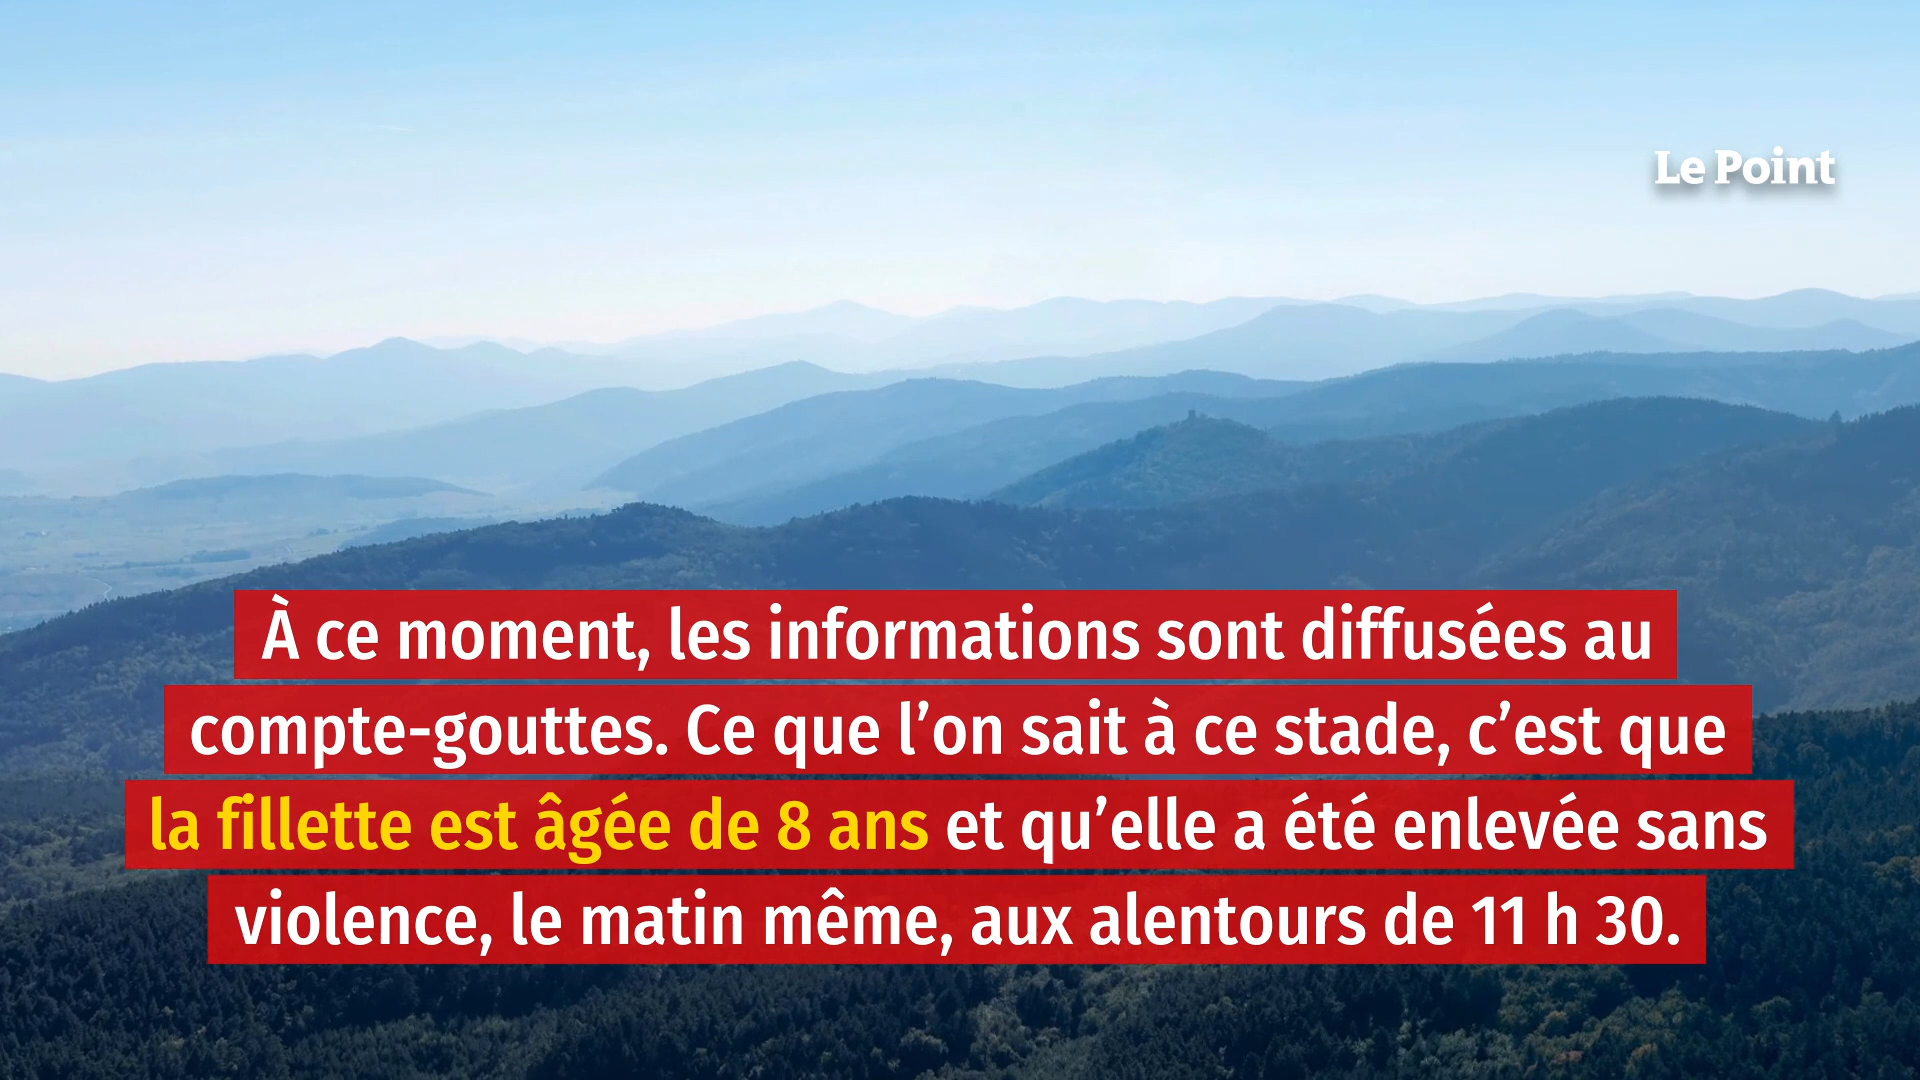 Le Point
À ce moment, les informations sont diffusées au
compte-gouttes. Ce que l’on sait à ce stade, c’est que
la fillette est âgée de 8 ans et qu’elle a été enlevée sans
violence, le matin même, aux alentours de 11 h 30.